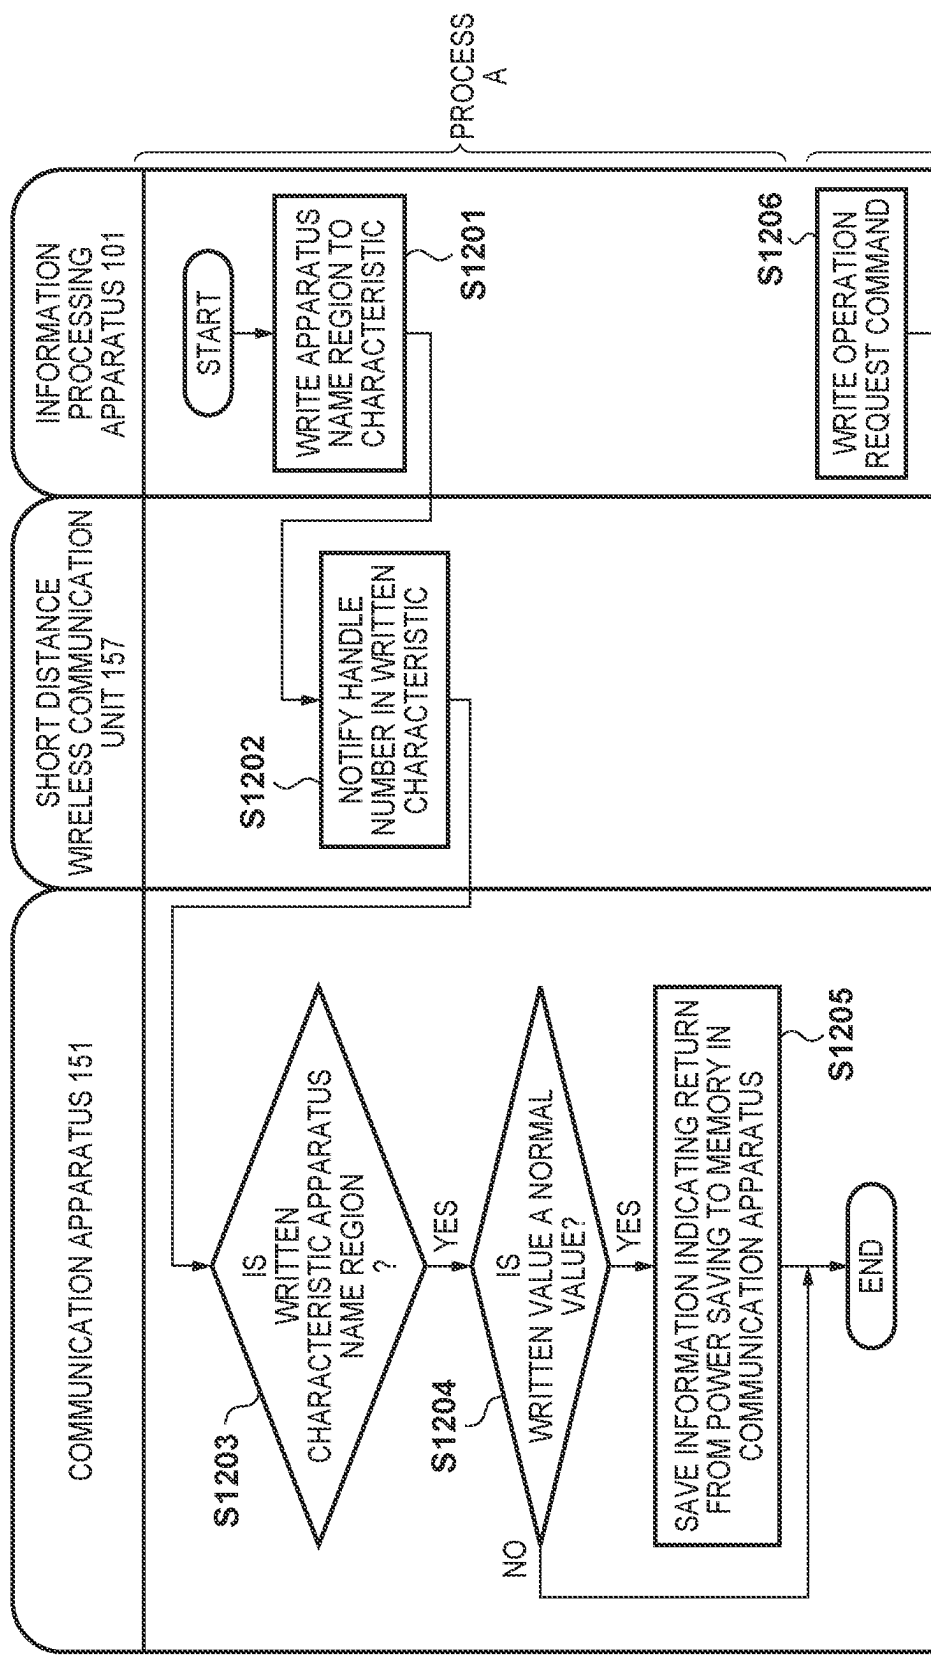 COMMUNICATION APPARATUS 151
SHORT DISTANCE
WIRELESS COMMUNICATION
UNIT 157
INFORMATION
PROCESSING
APPARATUS 101
START
WRITE APPARATUS
NAME REGION TO
CHARACTERISTIC
S1201
PROCESS
A
S1202
NOTIFY HANDLE
NUMBER IN WRITTEN
CHARACTERISTIC
S1203
IS
WRITTEN
CHARACTERISTIC APPARATUS
NAME REGION
?
YES
S1204
IS
WRITTEN VALUE A NORMAL
VALUE?
NO
YES
SAVE INFORMATION INDICATING RETURN
FROM POWER SAVING TO MEMORY IN
COMMUNICATION APPARATUS
S1205
END
S1206
WRITE OPERATION
REQUEST COMMAND